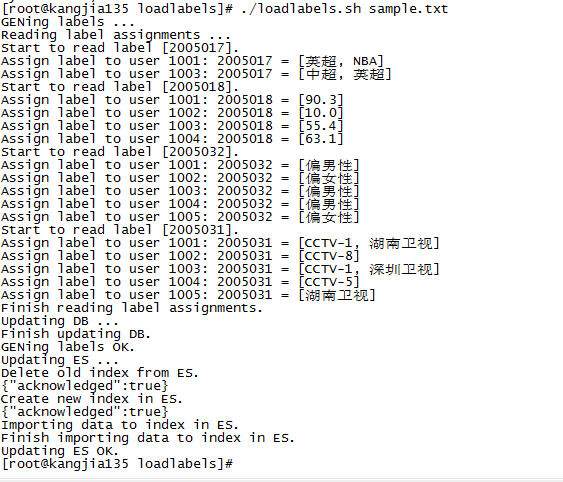 [root@kangjia135 loadlabels]# ./loadlabels.sh sample.txt
GENing labels ...
Reading label assignments ...
Start to read label [2005017].
Assign label to user 1001: 2005017 = [英超, NBA]
Assign label to user 1003: 2005017 = [中超, 英超]
Start to read label [2005018].
Assign label to user 1001: 2005018 = [90.3]
Assign label to user 1002: 2005018 = [10.0]
Assign label to user 1003: 2005018 = [55.4]
Assign label to user 1004: 2005018 = [63.1]
Start to read label [2005032].
Assign label to user 1001: 2005032 = [偏男性]
Assign label to user 1002: 2005032 = [偏女性]
Assign label to user 1003: 2005032 = [偏男性]
Assign label to user 1004: 2005032 = [偏男性]
Assign label to user 1005: 2005032 = [偏女性]
Start to read label [2005031].
Assign label to user 1001: 2005031 = [CCTV-1, 湖南卫视]
Assign label to user 1002: 2005031 = [CCTV-8]
Assign label to user 1003: 2005031 = [CCTV-1, 深圳卫视]
Assign label to user 1004: 2005031 = [CCTV-5]
Assign label to user 1005: 2005031 = [湖南卫视]
Finish reading label assignments.
Updating DB ...
Finish updating DB.
GENing labels OK.
Updating ES ...
Delete old index from ES.
{"acknowledged":true}
Create new index in ES.
{"acknowledged":true}
Importing data to index in ES.
Finish importing data to index in ES.
Updating ES OK.
[root@kangjia135 loadlabels]#